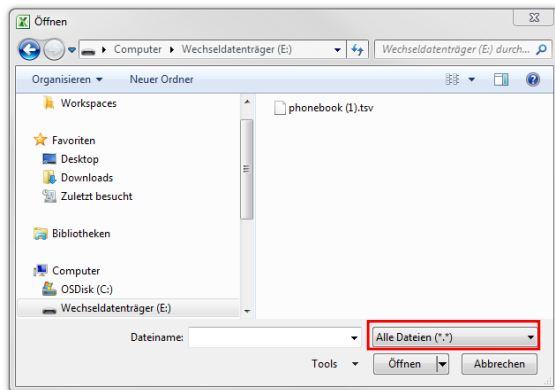 Öffnen
Computer Wechseldatenträger (E:) Wechseldatenträger (E:) durch...
Organisieren Neuer Ordner
Workspaces
Favoriten
Desktop
Downloads
Zuletzt besucht
Bibliotheken
Computer
OSDisk (C:)
Wechseldatenträger (E:)
phonebook (1).tsv
Dateiname: Alle Dateien (*.*)
Tools Öffnen Abbrechen